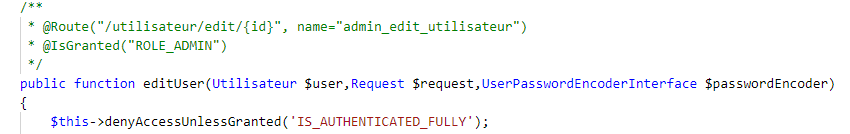 /**
* @Route("/utilisateur/edit/{id}", name="admin_edit_utilisateur")
* @IsGranted("ROLE_ADMIN")
*/
public function editUser(Utilisateur $user,Request $request,UserPasswordEncoderInterface $passwordEncoder)
{
$this->denyAccessUnlessGranted('IS_AUTHENTICATED_FULLY');